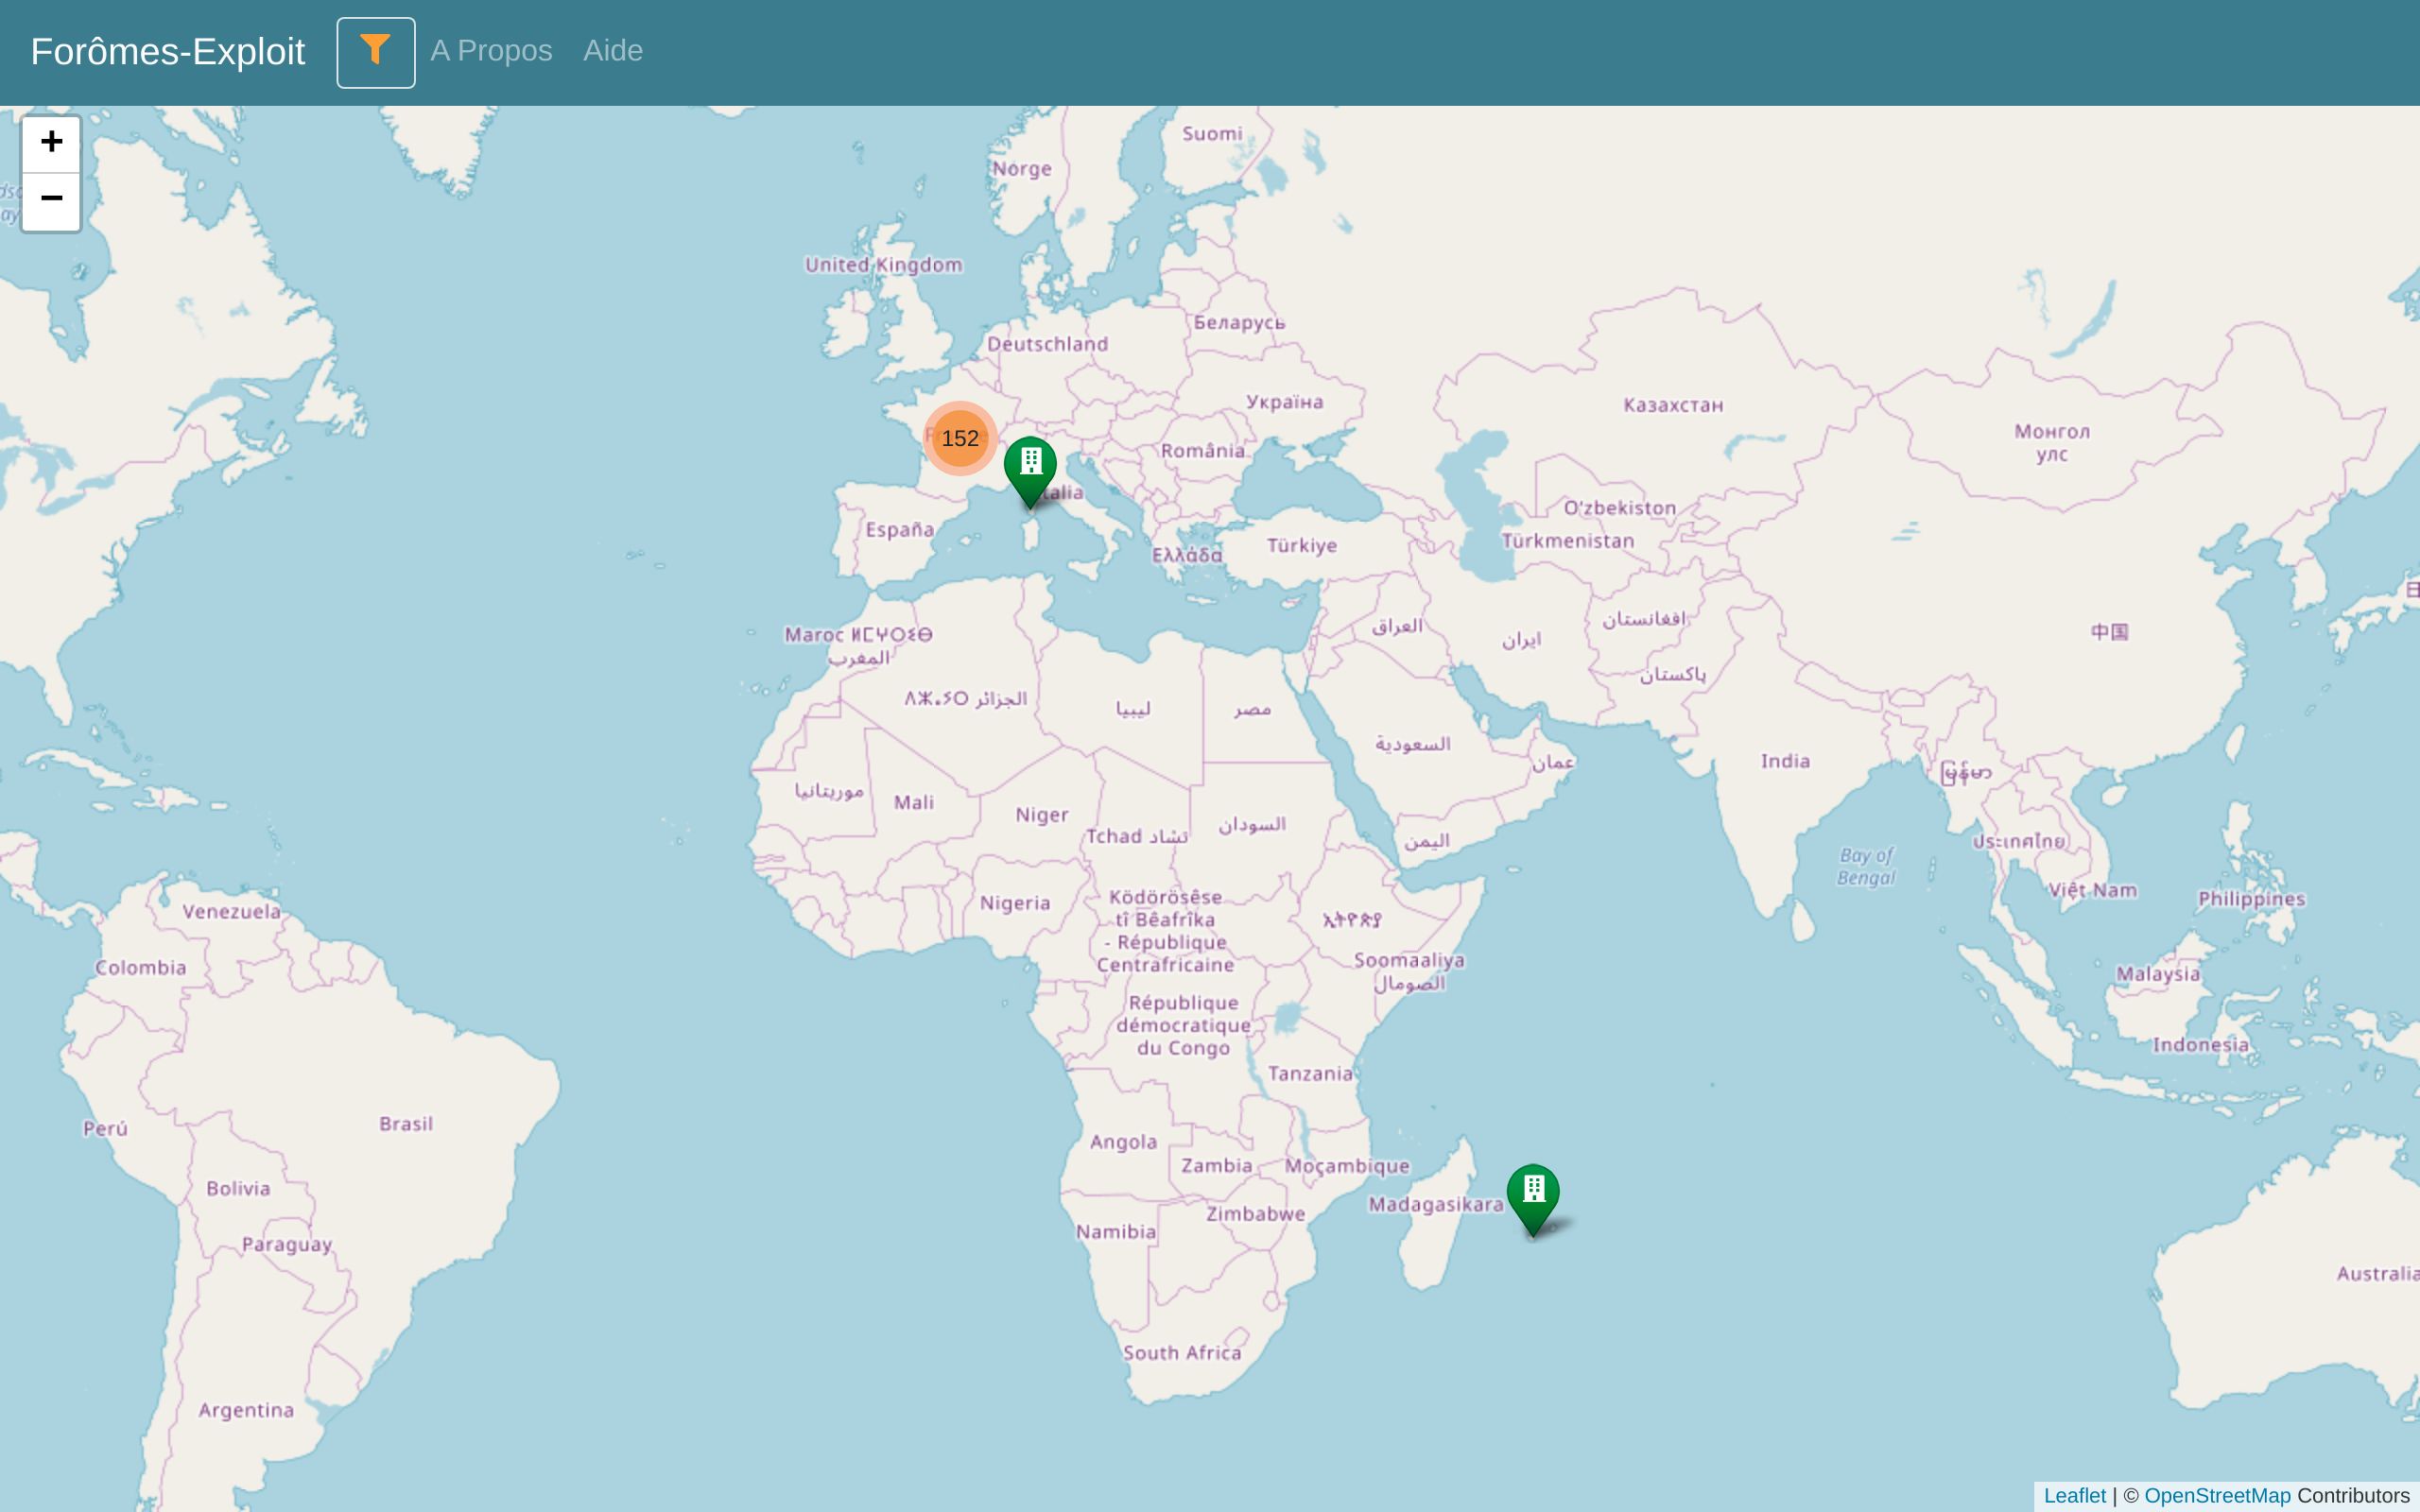 Forômes-Exploit A Propos Aide
+
−
Suomi
Norge
United Kingdom
Беларусь
Deutschland
Україна
Казахстан
152
Монгол
улс
România
Italia
O'zbekiston
España
Türkmenistan
Türkiye
Ελλάδα
افغانستان
العراق
中国
Maroc ⵍⵎⵖⵔⵉⴱ
المغرب
ایران
پاکستان
ⴷⵣⴰⵢⵔ الجزائر
ليبيا
مصر
السعودية
India
عمان
မြန်မာ
موريتانيا
Mali
Niger
السودان
Tchad تشاد
اليمن
ประเทศไทย
Bay of
Bengal
Việt Nam
Philippines
Nigeria
Ködörösêse
tî Bêafrîka
- République
Centrafricaine
ኢትዮጵያ
Venezuela
Soomaaliya
الصومال
Colombia
Malaysia
République
démocratique
du Congo
Indonesia
Tanzania
Brasil
Perú
Angola
Zambia
Moçambique
Bolivia
Madagasikara
Zimbabwe
Namibia
Paraguay
Australia
South Africa
Argentina
Leaflet | © OpenStreetMap Contributors